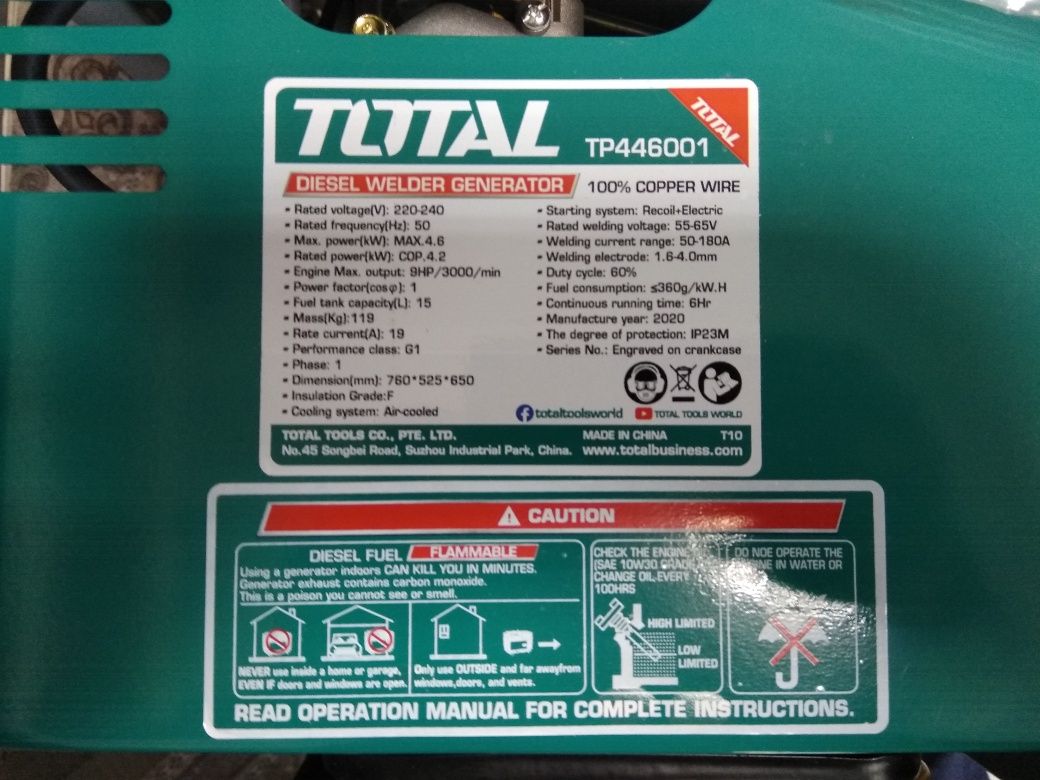 TOTAL
TP446001
TOTAL
DIESEL WELDER GENERATOR
100% COPPER WIRE
- Rated voltage(V): 220-240
- Rated frequency(Hz): 50
- Max. power(kW): MAX.4.6
- Rated power(kW): COP.4.2
- Engine Max. output: 9HP/3000/min
- Power factor(cosφ): 1
- Fuel tank capacity(L): 15
- Mass(Kg):119
- Rate current(A): 19
- Performance class: G1
- Phase: 1
- Dimension(mm): 760*525*650
- Insulation Grade:F
- Cooling system: Air-cooled
- Starting system: Recoil+Electric
- Rated welding voltage: 55-65V
- Welding current range: 50-180A
- Welding electrode: 1.6-4.0mm
- Duty cycle: 60%
- Fuel consumption: ≤360g/kW.H
- Continuous running time: 6Hr
- Manufacture year: 2020
- The degree of protection: IP23M
- Series No.: Engraved on crankcase
totaltoolsworld
TOTAL TOOLS WORLD
TOTAL TOOLS CO., PTE. LTD.
MADE IN CHINA
T10
No.45 Songbei Road, Suzhou Industrial Park, China.
www.totalbusiness.com
CAUTION
DIESEL FUEL FLAMMABLE
Using a generator indoors CAN KILL YOU IN MINUTES.
Generator exhaust contains carbon monoxide.
This is a poison you cannot see or smell.
NEVER use inside a home or garage,
EVEN IF doors and windows are open.
Only use OUTSIDE and far awayfrom
windows,doors, and vents.
CHECK THE ENGINE
(SAE 10W30
CHANGE OIL EVERY
100HRS
HIGH LIMITED
LOW
LIMITED
DO NOE OPERATE THE
IN WATER OR
READ OPERATION MANUAL FOR COMPLETE INSTRUCTIONS.